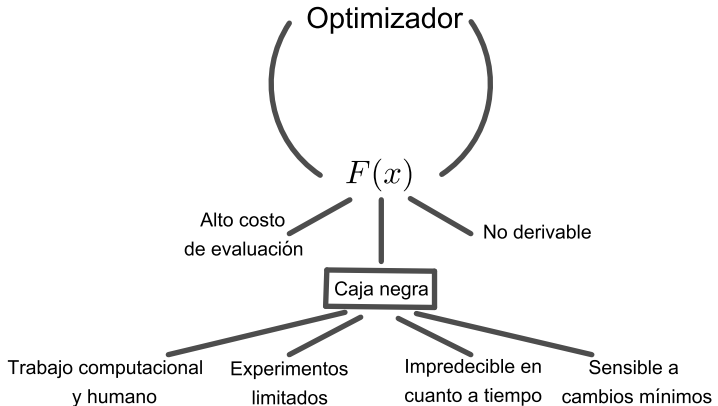 Optimizador
F(x)
Alto costo
de evaluación
No derivable
Caja negra
Trabajo computacional
y humano
Experimentos
limitados
Impredecible en
cuanto a tiempo
Sensible a
cambios mínimos